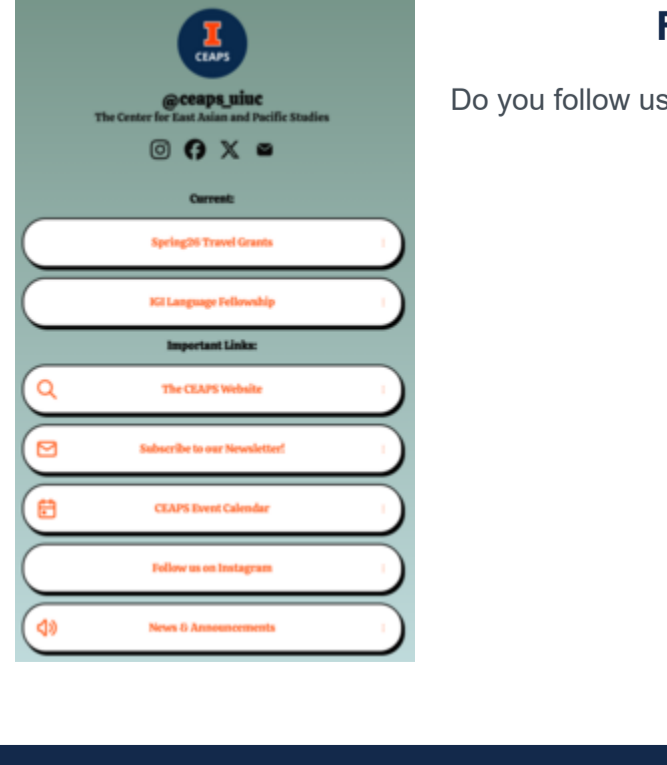 I
CEAPS
@ceaps_uiuc
The Center for East Asian and Pacific Studies
Current:
Spring26 Travel Grants
IGI Language Fellowship
Important Links:
The CEAPS Website
Subscribe to our Newsletter!
CEAPS Event Calendar
Follow us on Instagram
News & Announcements
F
Do you follow us